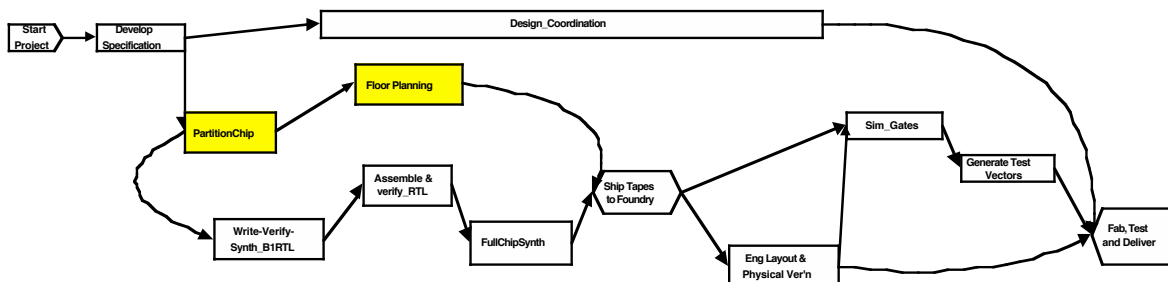 Start
Project
Develop
Specification
Design_Coordination
PartitionChip
Floor Planning
Write-Verify-
Synth_B1RTL
Assemble &
verify_RTL
FullChipSynth
Ship Tapes
to Foundry
Eng Layout &
Physical Ver'n
Sim_Gates
Generate Test
Vectors
Fab, Test
and Deliver